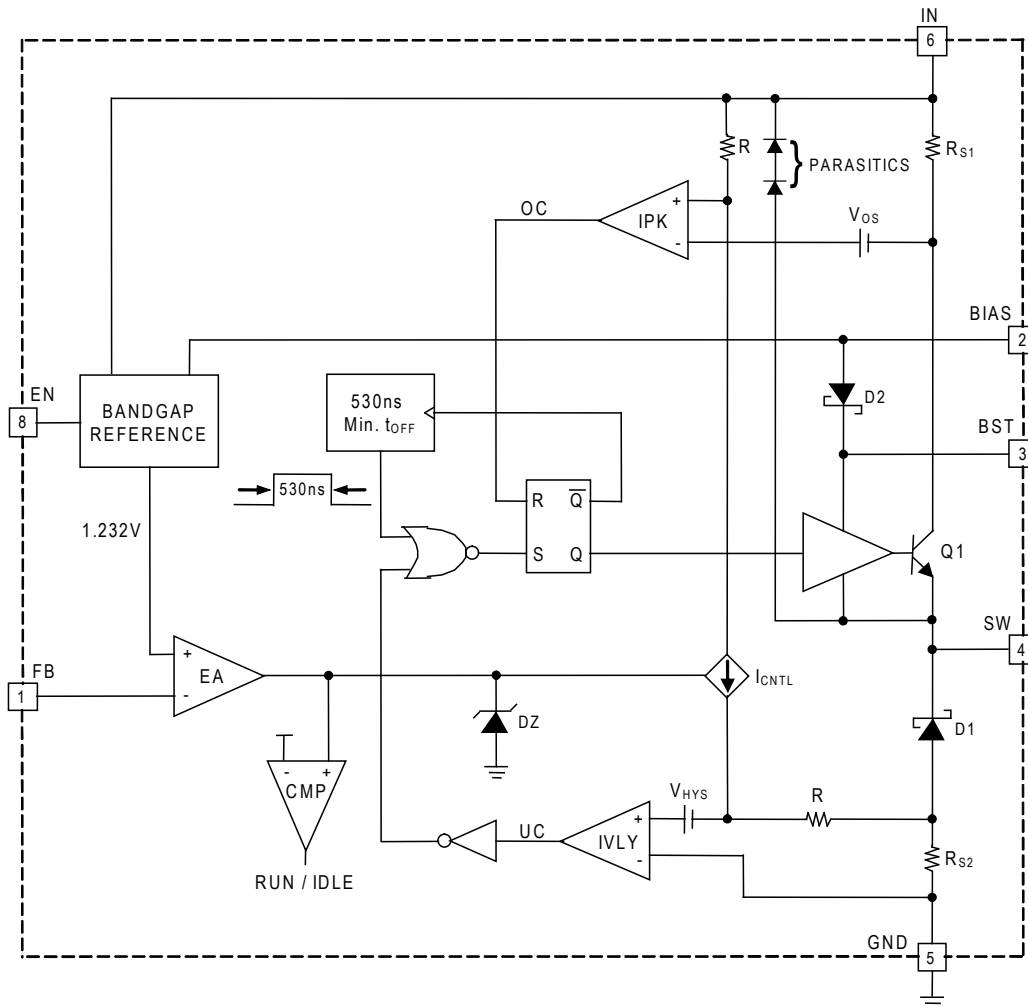 IN
6
R
PARASITICS
RS1
OC
IPK
+
-
VOS
BIAS
2
EN
8
BANDGAP
REFERENCE
530ns
Min. tOFF
D2
BST
3
530ns
1.232V
R
Q̅
S
Q
Q1
SW
4
FB
1
+
EA
-
ICNTL
DZ
D1
-
+
CMP
VHYS
R
UC
+
IVLY
-
RS2
RUN / IDLE
GND
5